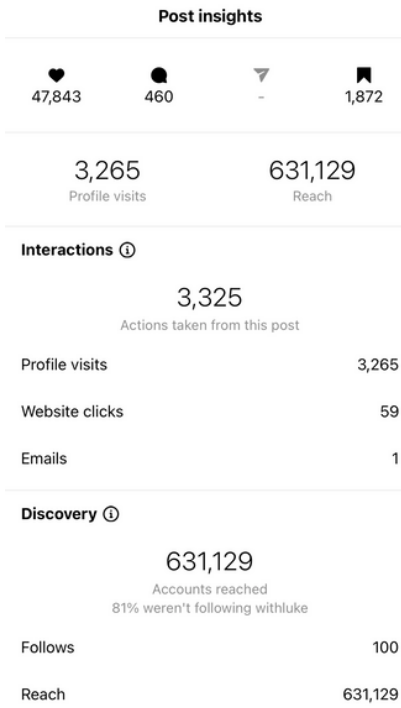 Post insights
47,843 460 - 1,872
3,265 631,129
Profile visits Reach
Interactions
3,325
Actions taken from this post
Profile visits 3,265
Website clicks 59
Emails 1
Discovery
631,129
Accounts reached
81% weren't following withluke
Follows 100
Reach 631,129